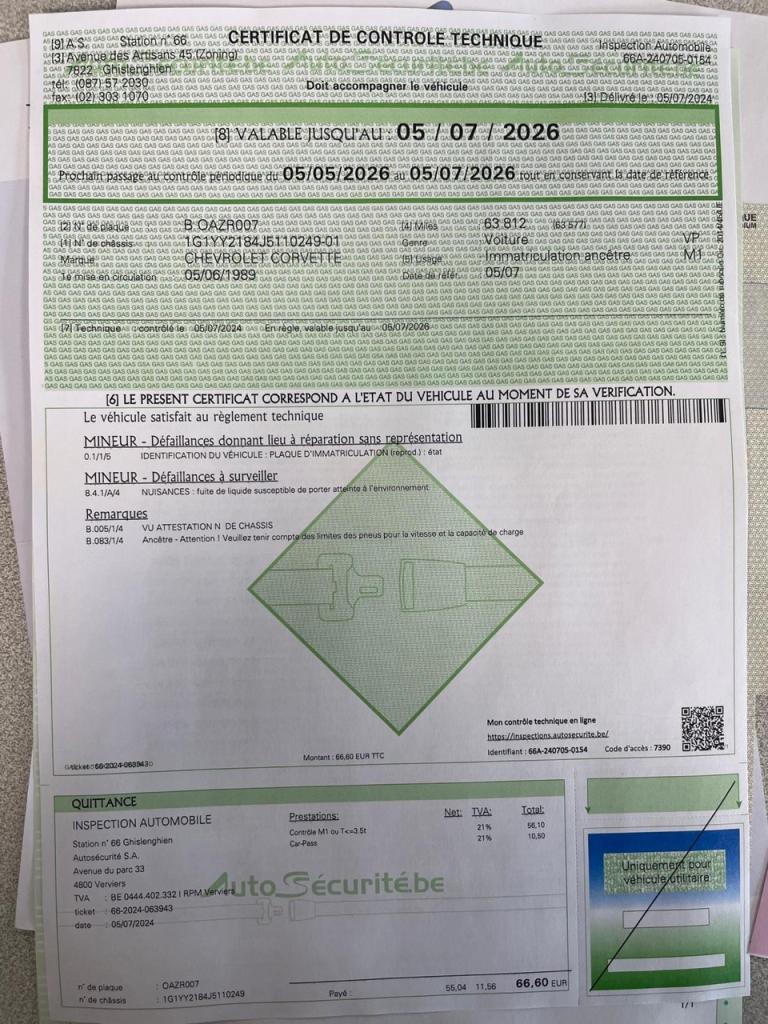 [9] A.S. Station n° 66
CERTIFICAT DE CONTROLE TECHNIQUE
Inspection Automobile
[3] Avenue des Artisans 45 (Zoning)
66A-240705-0154
7822 Ghislenghien
tél: (087) 57 2030
Doit accompagner le véhicule
fax: (02) 303 1070
[3] Délivré le : 05/07/2024
[8] VALABLE JUSQU'AU : 05 / 07 / 2026
Prochain passage au contrôle périodique du 05/05/2026 au 05/07/2026 tout en conservant la date de référence.
[2] N° de plaque B OAZR007 [4] Miles 63 812 (63 577)
[1] N° de châssis 1G1YY2184J5110249-01 Genre Voiture VP
Marque CHEVROLET CORVETTE [5] Usage Immatriculation ancêtre M1
1e mise en circulation 05/06/1989 Date de référ. 05/07
[7] Technique : contrôlé le 05/07/2024 En règle, valable jusqu'au 05/07/2026
[6] LE PRESENT CERTIFICAT CORRESPOND A L'ETAT DU VEHICULE AU MOMENT DE SA VERIFICATION.
Le véhicule satisfait au règlement technique
MINEUR - Défaillances donnant lieu à réparation sans représentation
0.1/1/5 IDENTIFICATION DU VÉHICULE : PLAQUE D'IMMATRICULATION (reprod.) : état
MINEUR - Défaillances à surveiller
8.4.1/A/4 NUISANCES : fuite de liquide susceptible de porter atteinte à l'environnement
Remarques
B.005/1/4 VU ATTESTATION N DE CHASSIS
B.083/1/4 Ancêtre - Attention ! Veuillez tenir compte des limites des pneus pour la vitesse et la capacité de charge
Mon contrôle technique en ligne
https://inspections.autosecurite.be/
Identifiant : 66A-240705-0154 Code d'accès : 7390
ticket : 66-2024-063943
Montant : 66,60 EUR TTC
QUITTANCE
INSPECTION AUTOMOBILE
Prestations: Net: TVA: Total:
Contrôle M1 ou T<=3.5t 21% 56,10
Car-Pass 21% 10,50
Station n° 66 Ghislenghien
Autosécurité S.A.
Avenue du parc 33
4800 Verviers
TVA : BE 0444.402.332 I RPM Verviers
ticket : 66-2024-063943
date : 05/07/2024
AutoSécurité.be
n° de plaque : OAZR007
n° de châssis : 1G1YY2184J5110249
Payé : 55,04 11,56 66,60 EUR
Uniquement pour
véhicule utilitaire
1/1